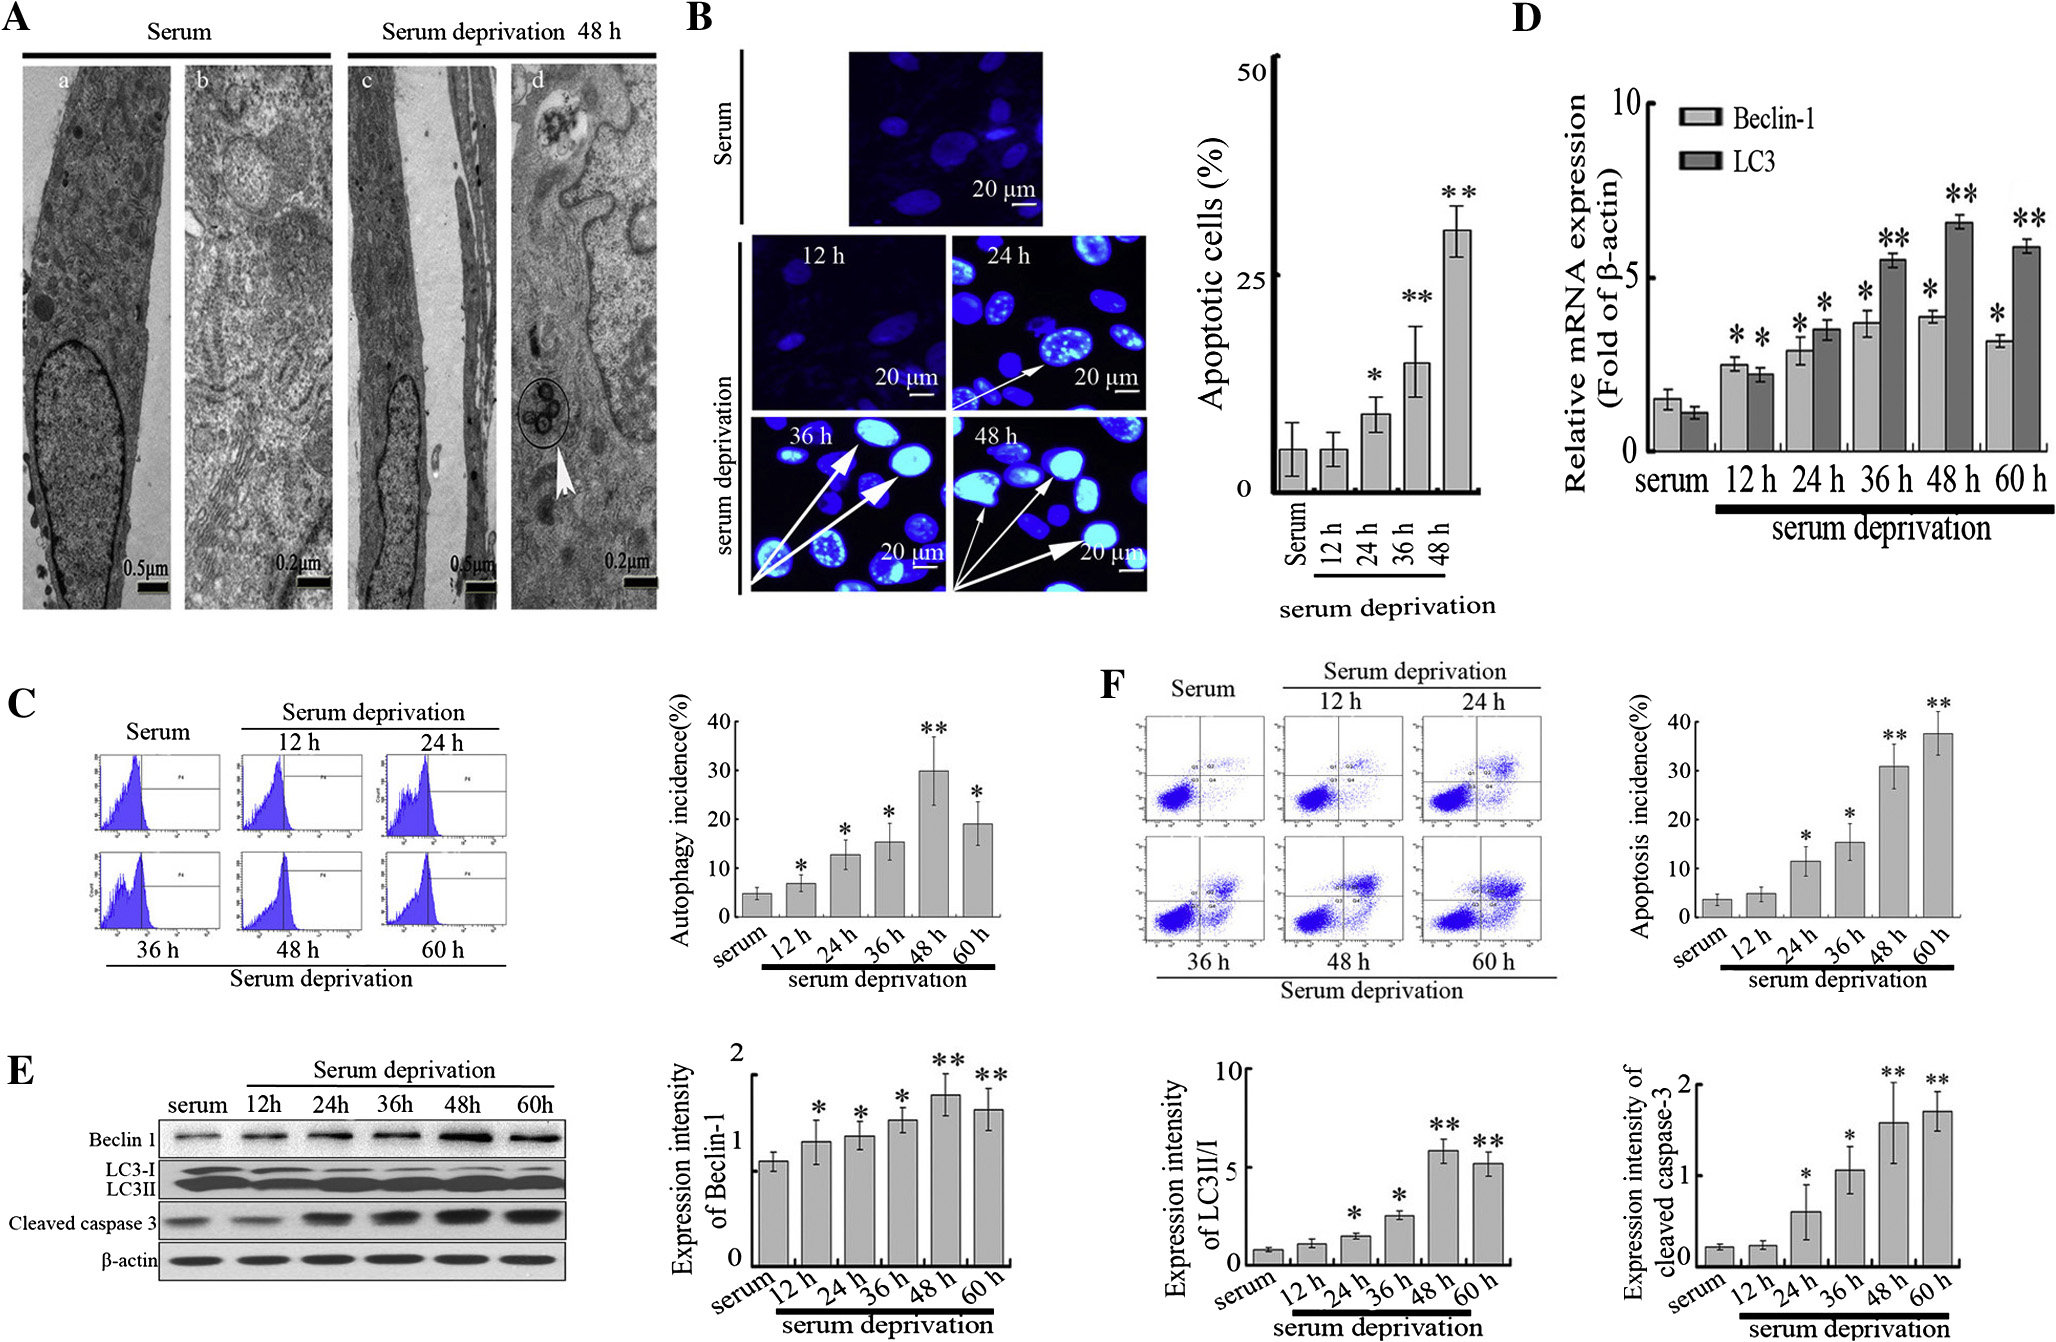 A
Serum
Serum deprivation 48 h
a
b
c
d
0.5μm
0.2μm
0.5μm
0.2μm
B
Serum
serum deprivation
20 μm
12 h
20 μm
24 h
20 μm
36 h
20 μm
48 h
20 μm
Apoptotic cells (%)
50
25
0
*
**
**
Serum
12 h
24 h
36 h
48 h
serum deprivation
D
Relative mRNA expression
(Fold of β-actin)
10
5
0
Beclin-1
LC3
* *
* *
* **
* **
* **
serum 12 h 24 h 36 h 48 h 60 h
serum deprivation
C
Serum
Serum deprivation
12 h 24 h
P4
P4
P4
P4
P4
P4
Count
Count
36 h 48 h 60 h
Serum deprivation
Autophagy incidence(%)
40
30
20
10
0
*
*
*
**
*
serum 12 h 24 h 36 h 48 h 60 h
serum deprivation
F
Serum
Serum deprivation
12 h 24 h
36 h 48 h 60 h
Serum deprivation
Apoptosis incidence(%)
40
30
20
10
0
*
*
**
**
serum 12 h 24 h 36 h 48 h 60 h
serum deprivation
E
Serum deprivation
serum 12h 24h 36h 48h 60h
Beclin 1
LC3-I
LC3II
Cleaved caspase 3
β-actin
Expression intensity
of Beclin-1
2
1
0
*
*
*
**
**
serum 12 h 24 h 36 h 48 h 60 h
serum deprivation
Expression intensity
of LC3II/I
10
5
0
*
*
**
**
serum 12 h 24 h 36 h 48 h 60 h
serum deprivation
Expression intensity of
cleaved caspase-3
2
1
0
*
*
**
**
serum 12 h 24 h 36 h 48 h 60 h
serum deprivation